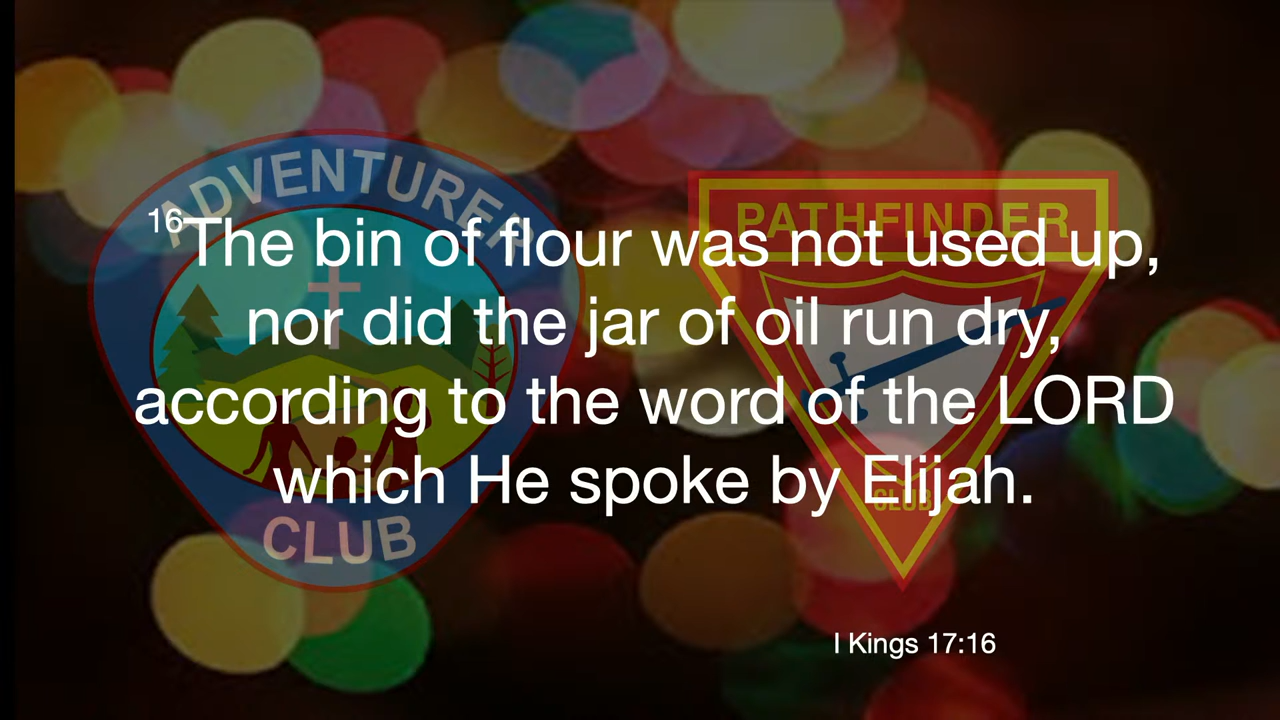 ADVENTURER
PATHFINDER
16The bin of flour was not used up,
nor did the jar of oil run dry,
according to the word of the LORD
which He spoke by Elijah.
CLUB
CLUB
I Kings 17:16